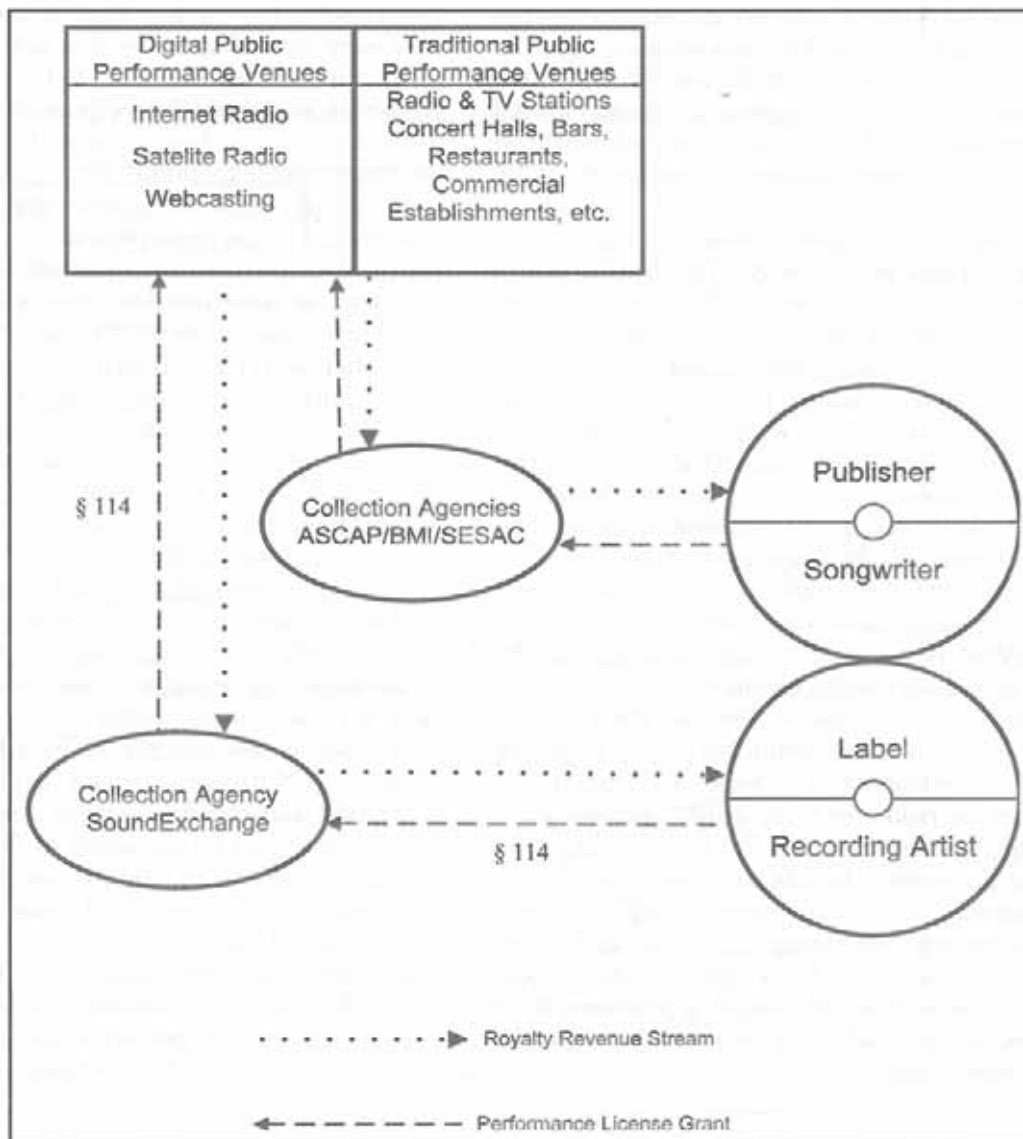 Digital Public
Performance Venues
Internet Radio
Satelite Radio
Webcasting
Traditional Public
Performance Venues
Radio & TV Stations
Concert Halls, Bars,
Restaurants,
Commercial
Establishments, etc.
§ 114
Collection Agencies
ASCAP/BMI/SESAC
Publisher
Songwriter
Collection Agency
SoundExchange
§ 114
Label
Recording Artist
Royalty Revenue Stream
Performance License Grant